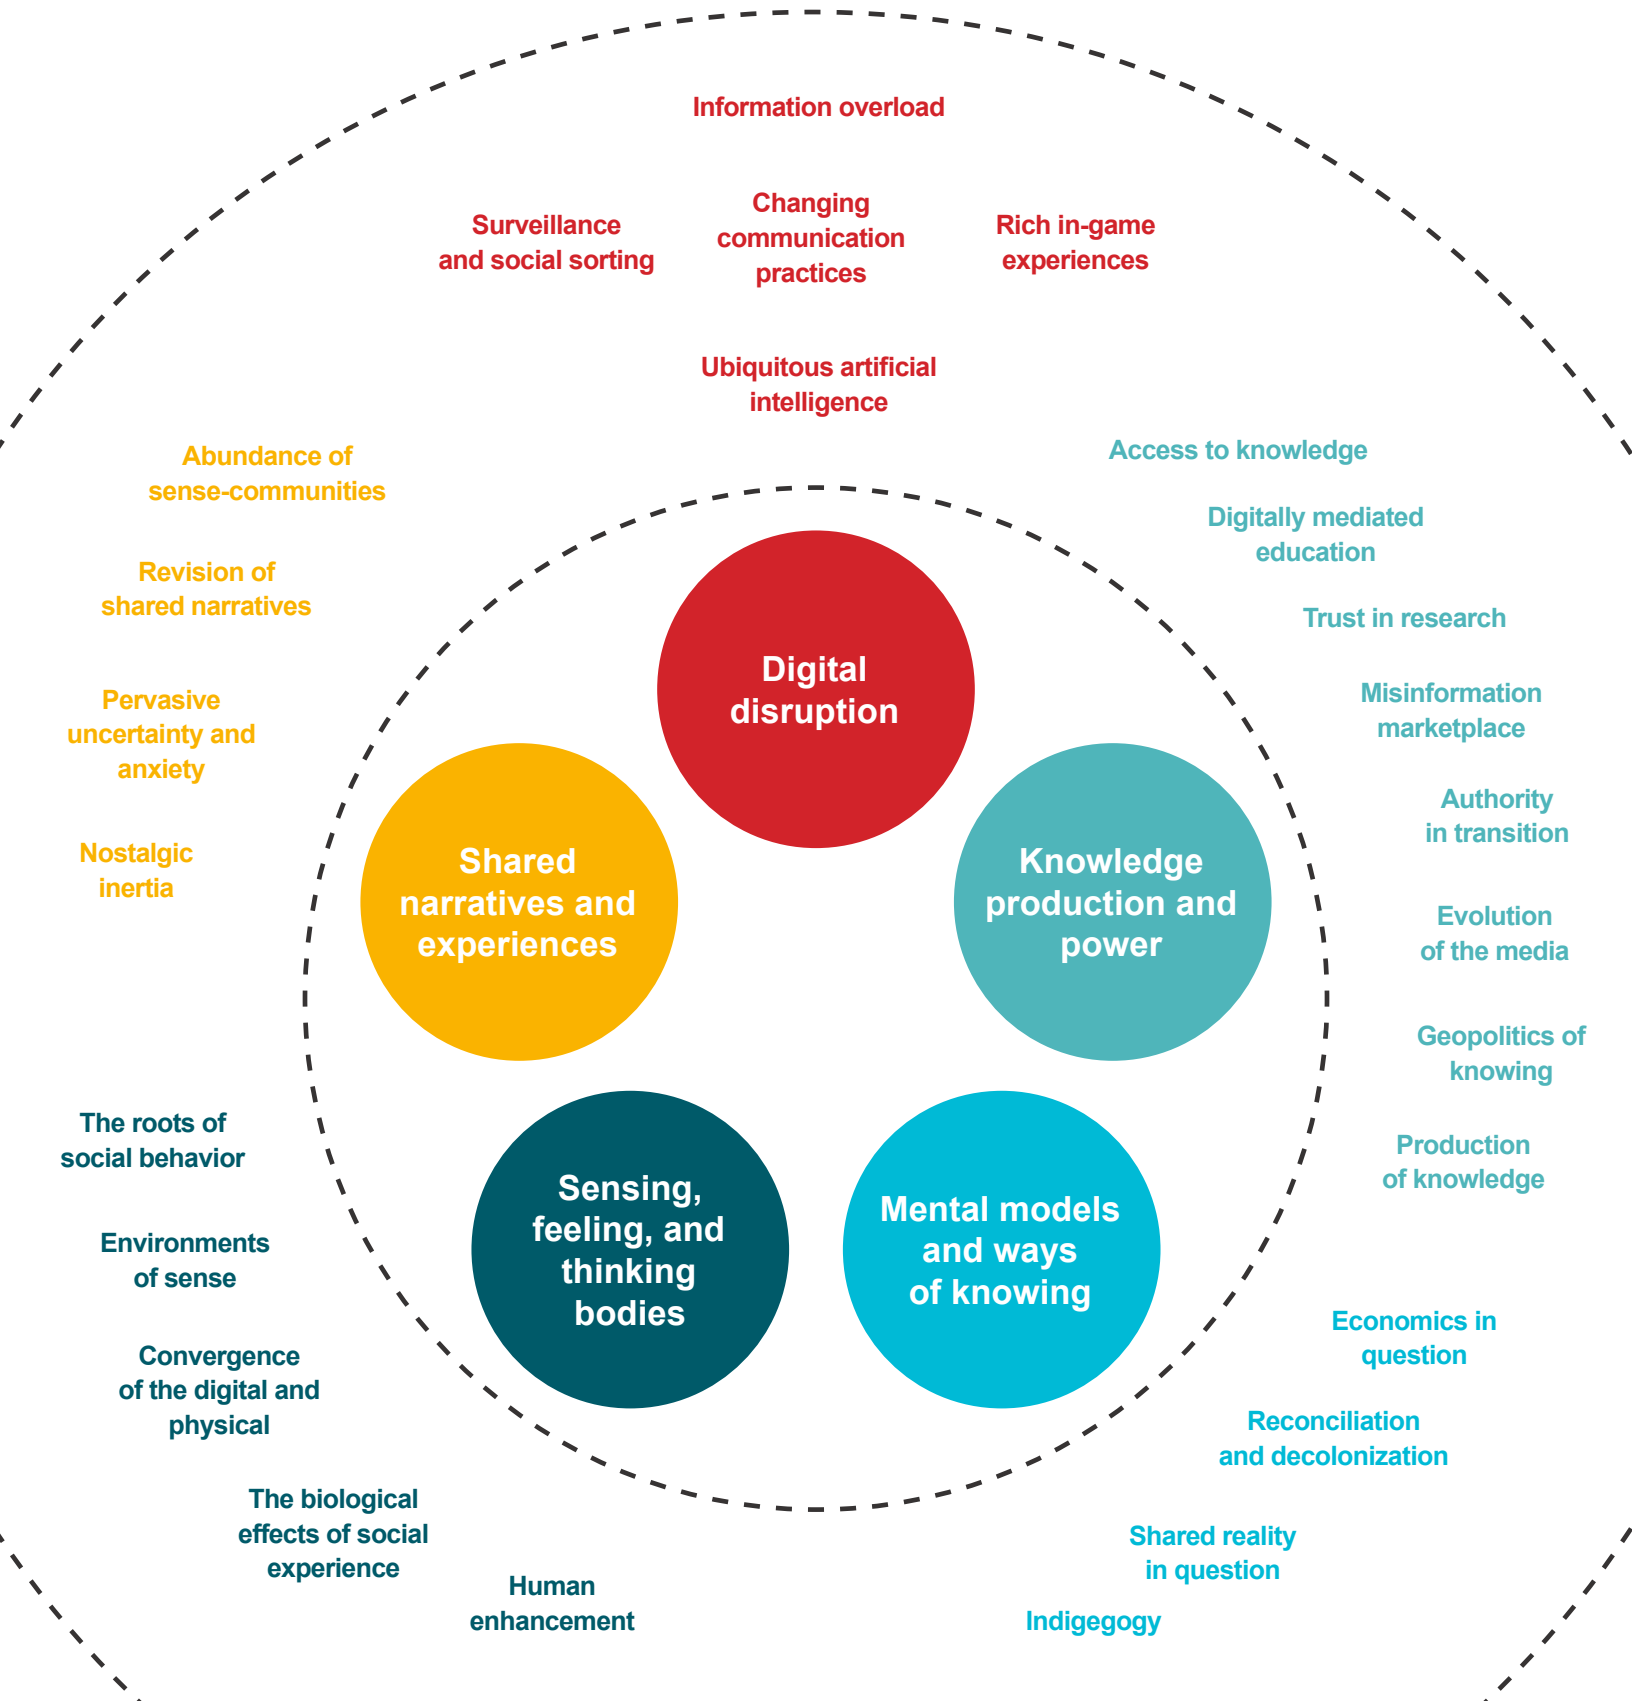 Information overload
Surveillance
and social sorting
Changing
communication
practices
Rich in-game
experiences
Ubiquitous artificial
intelligence
Abundance of
sense-communities
Revision of
shared narratives
Pervasive
uncertainty and
anxiety
Nostalgic
inertia
Access to knowledge
Digitally mediated
education
Trust in research
Misinformation
marketplace
Authority
in transition
Evolution
of the media
Geopolitics of
knowing
Production
of knowledge
Digital
disruption
Shared
narratives and
experiences
Knowledge
production and
power
Sensing,
feeling, and
thinking
bodies
Mental models
and ways
of knowing
The roots of
social behavior
Environments
of sense
Convergence
of the digital and
physical
The biological
effects of social
experience
Human
enhancement
Economics in
question
Reconciliation
and decolonization
Shared reality
in question
Indigegogy